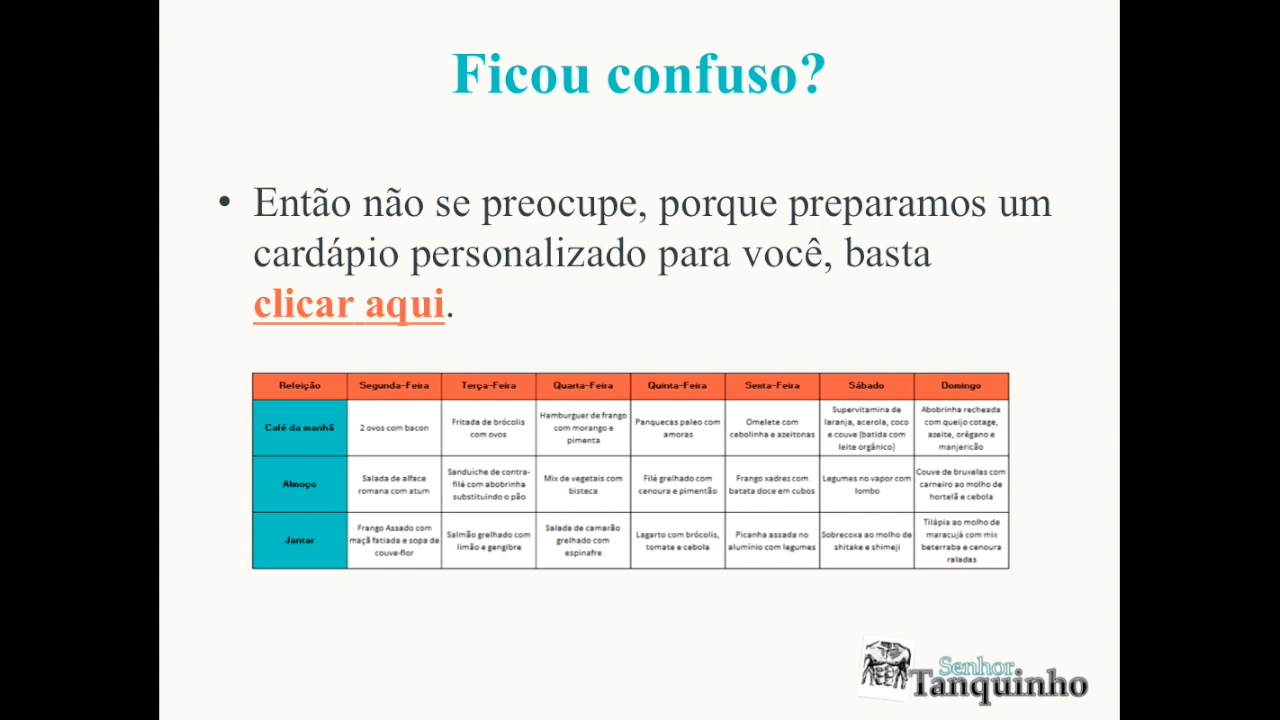 Ficou confuso?
• Então não se preocupe, porque preparamos um
cardápio personalizado para você, basta
clicar aqui.
Refeição Segunda-Feira Terça-Feira Quarta-Feira Quinta-Feira Sexta-Feira Sábado Domingo
Café da manhã
2 ovos com bacon
Fritada de brócolis
com ovos
Hamburguer de frango
com morango e
pimenta
Panquecas paleo com
amoras
Omelete com
cebolinha e azeitonas
Supervitamina de
laranja, acerola, coco
e couve (batida com
leite orgânico)
Abobrinha recheada
com queijo cotage,
azeite, orégano e
manjericão
Almoço
Salada de alface
romana com atum
Sanduíche de contra-
filé com abobrinha
substituindo o pão
Mix de vegetais com
bisteca
Filé grelhado com
cenoura e pimentão
Frango xadrez com
batata doce em cubos
Legumes no vapor com
lombo
Couve de bruxelas com
carneiro ao molho de
hortelã e cebola
Jantar
Frango Assado com
maçã fatiada e sopa de
couve-flor
Salmão grelhado com
limão e gengibre
Salada de camarão
grelhado com
espinafre
Lagarto com brócolis,
tomate e cebola
Picanha assada no
alumínio com legumes
Sobrecoxa ao molho de
shitake e shimeji
Tilápia ao molho de
maracujá com mix
beterraba e cenoura
raladas
Senhor
Tanquinho